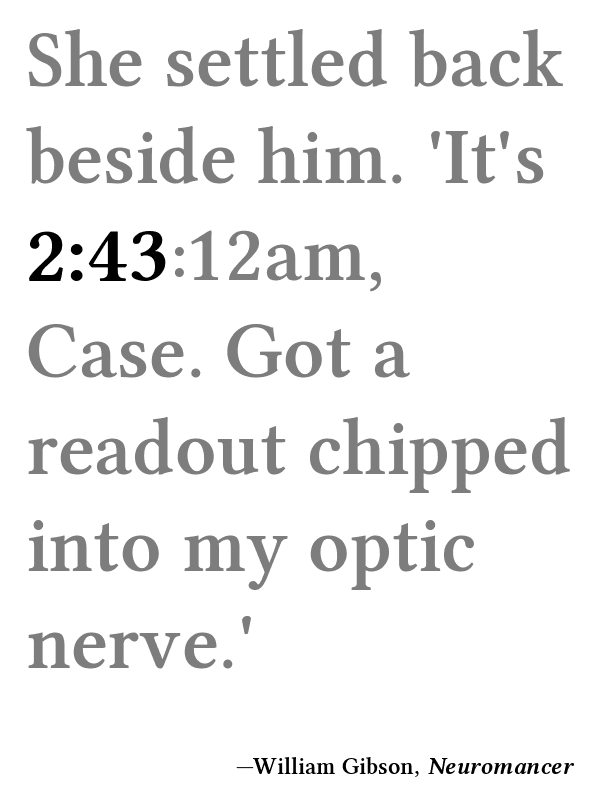 She settled back
beside him. 'It's
2:43:12am,
Case. Got a
readout chipped
into my optic
nerve.'
—William Gibson, Neuromancer